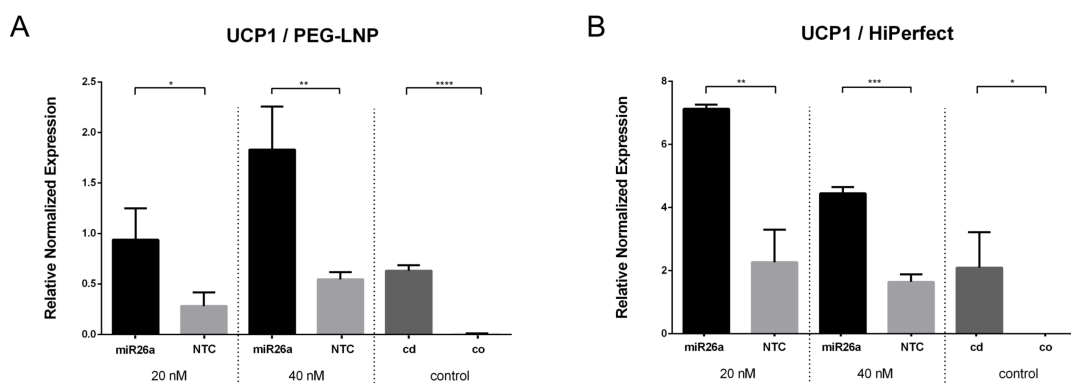 A
UCP1 / PEG-LNP
Relative Normalized Expression
2.5
2.0
1.5
1.0
0.5
0.0
*
**
****
miR26a NTC miR26a NTC cd co
20 nM 40 nM control
B
UCP1 / HiPerfect
Relative Normalized Expression
8
6
4
2
0
**
***
*
miR26a NTC miR26a NTC cd co
20 nM 40 nM control